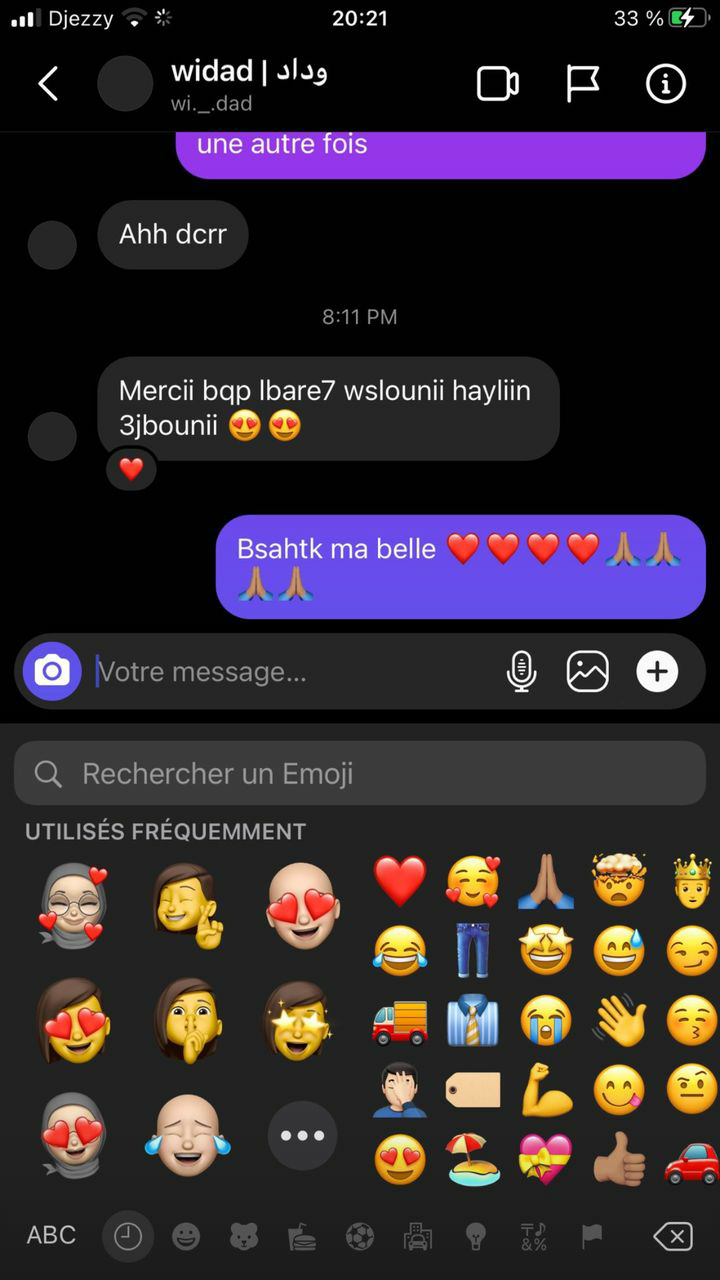 Djezzy 20:21 33 %
widad | وداد
wi._.dad
une autre fois
Ahh dcrr
8:11 PM
Mercii bqp lbare7 wslounii hayliin
3jbounii 😍 😍
❤️
Bsahtk ma belle ❤️❤️❤️❤️🙏🏽🙏🏽
🙏🏽🙏🏽
Votre message...
Rechercher un Emoji
UTILISÉS FRÉQUEMMENT
ABC